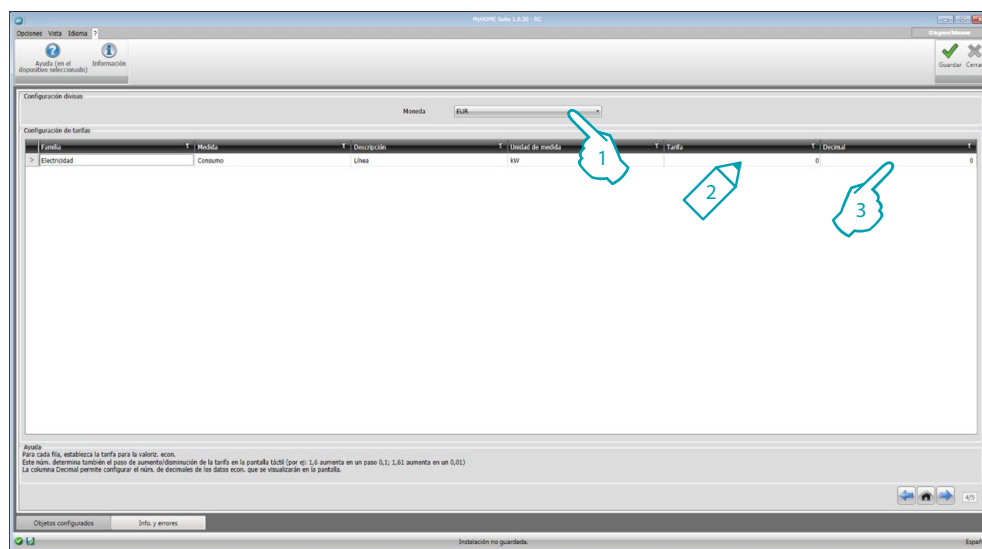 MyHOME Suite 1.0.30 - RC
Opciones Vista Idioma ?
Ayuda (en el
dispositivo seleccionado)
Información
Guardar Cerrar
Configuración divisas
Moneda EUR
Configuración de tarifas
Familia Medida Descripción Unidad de medida Tarifa Decimal
> Electricidad Consumo Línea kW 0 0
1
2
3
Ayuda
Para cada fila, establezca la tarifa para la valoriz. econ.
Este núm. determina también el paso de aumento/disminución de la tarifa en la pantalla táctil (por ej: 1,6 aumenta en un paso 0,1; 1,61 aumenta en un 0,01)
La columna Decimal permite configurar el núm. de decimales de los datos econ. que se visualizarán en la pantalla.
4/5
Objetos configurados Info. y errores
Instalación no guardada.
Españ